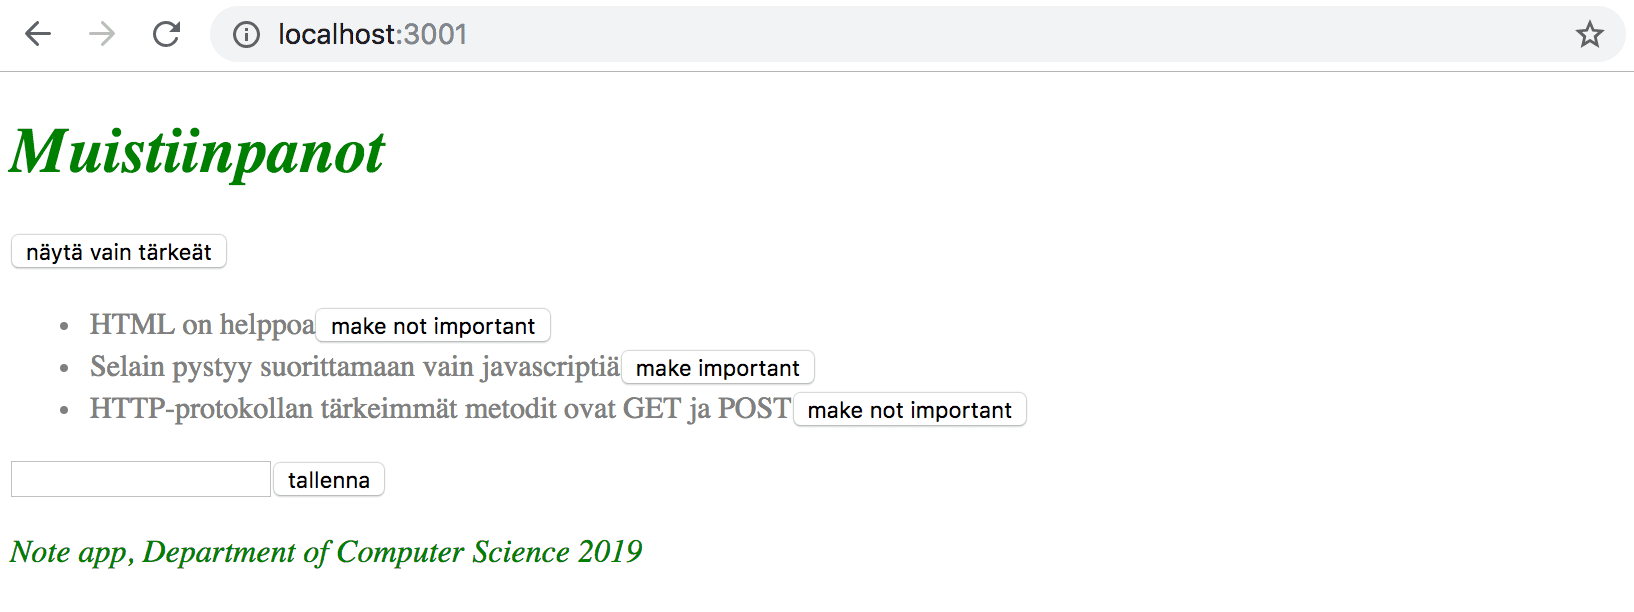 localhost:3001
Muistiinpanot
näytä vain tärkeät
HTML on helppoa make not important
Selain pystyy suorittamaan vain javascriptiä make important
HTTP-protokollan tärkeimmät metodit ovat GET ja POST make not important
tallenna
Note app, Department of Computer Science 2019